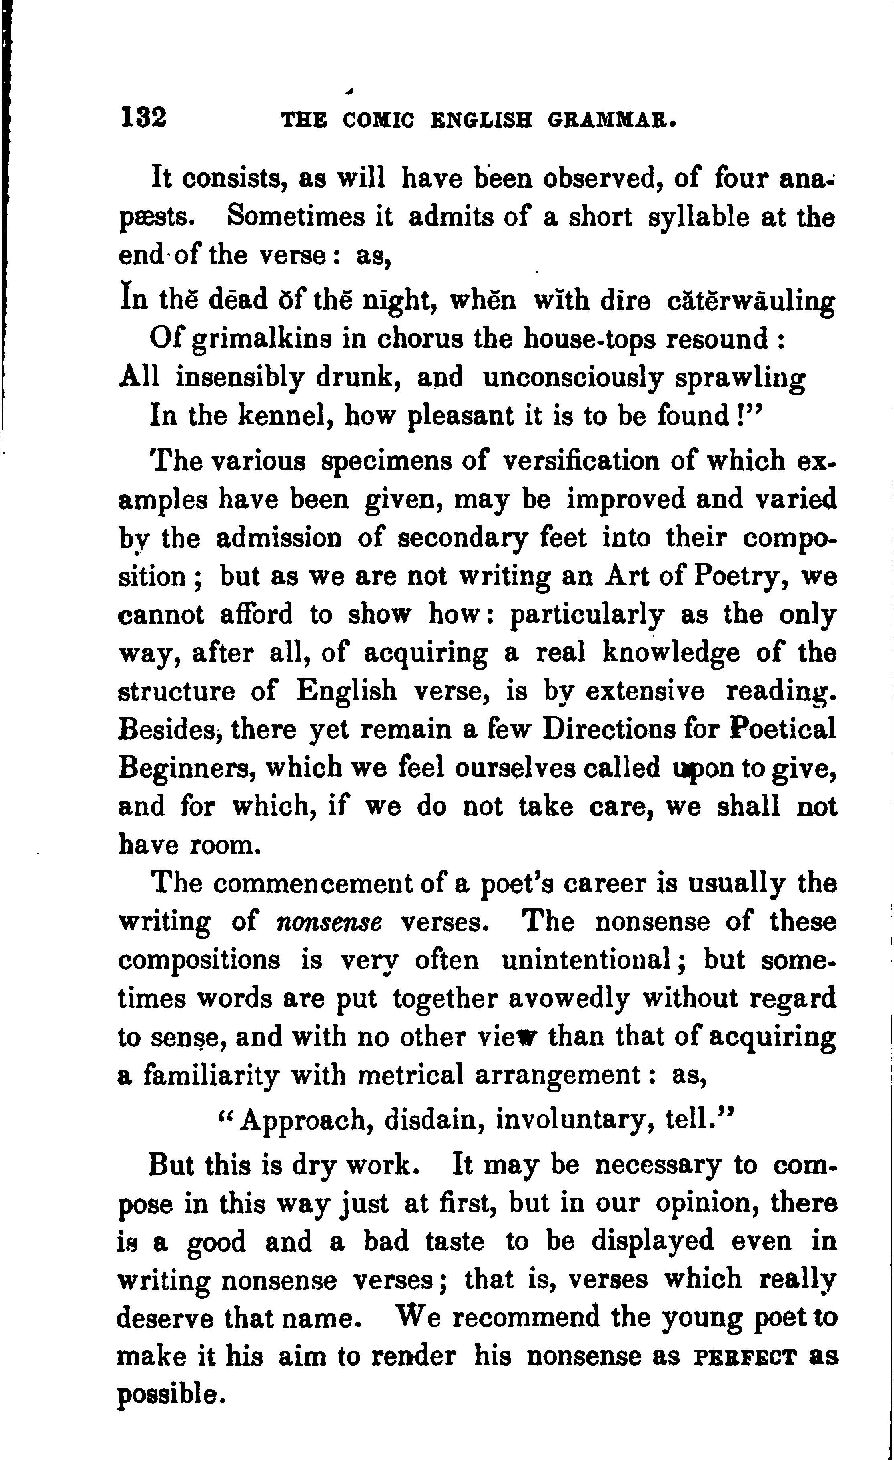 132 THE COMIC ENGLISH GRAMMAR.
It consists, as will have been observed, of four ana-
pæsts. Sometimes it admits of a short syllable at the
end of the verse : as,
Ĭn thĕ dēad ŏf thĕ nīght, whĕn wĭth dīre cătĕrwāuling
Of grimalkins in chorus the house-tops resound :
All insensibly drunk, and unconsciously sprawling
In the kennel, how pleasant it is to be found !”
The various specimens of versification of which ex-
amples have been given, may be improved and varied
by the admission of secondary feet into their compo-
sition ; but as we are not writing an Art of Poetry, we
cannot afford to show how : particularly as the only
way, after all, of acquiring a real knowledge of the
structure of English verse, is by extensive reading.
Besides, there yet remain a few Directions for Poetical
Beginners, which we feel ourselves called upon to give,
and for which, if we do not take care, we shall not
have room.
The commencement of a poet’s career is usually the
writing of nonsense verses. The nonsense of these
compositions is very often unintentional ; but some-
times words are put together avowedly without regard
to sense, and with no other view than that of acquiring
a familiarity with metrical arrangement : as,
“ Approach, disdain, involuntary, tell.”
But this is dry work. It may be necessary to com-
pose in this way just at first, but in our opinion, there
is a good and a bad taste to be displayed even in
writing nonsense verses ; that is, verses which really
deserve that name. We recommend the young poet to
make it his aim to render his nonsense as PERFECT as
possible.